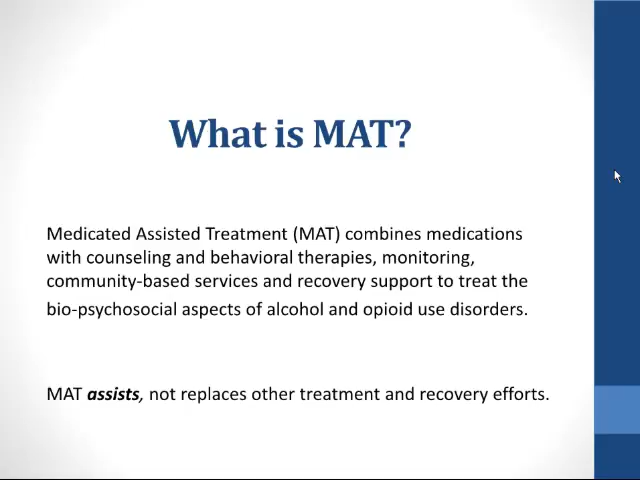 What is MAT?
Medicated Assisted Treatment (MAT) combines medications
with counseling and behavioral therapies, monitoring,
community-based services and recovery support to treat the
bio-psychosocial aspects of alcohol and opioid use disorders.
MAT assists, not replaces other treatment and recovery efforts.